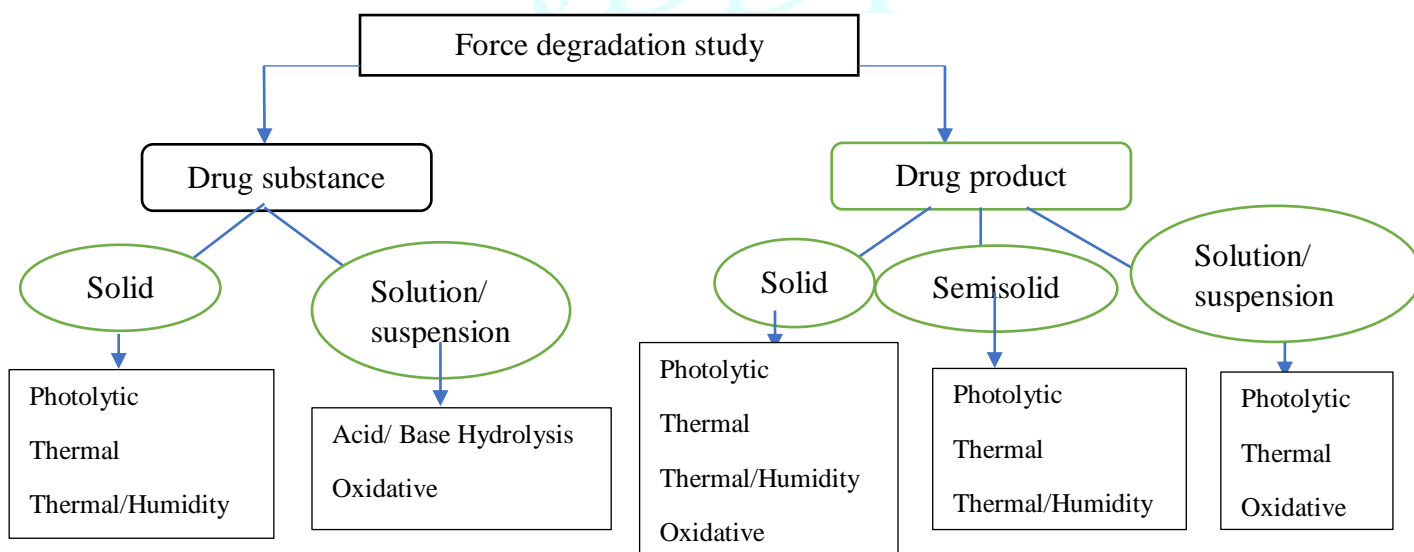 Force degradation study
Drug substance
Drug product
Solid
Solution/
suspension
Solid
Semisolid
Solution/
suspension
Photolytic
Thermal
Thermal/Humidity
Acid/ Base Hydrolysis
Oxidative
Photolytic
Thermal
Thermal/Humidity
Oxidative
Photolytic
Thermal
Thermal/Humidity
Photolytic
Thermal
Oxidative